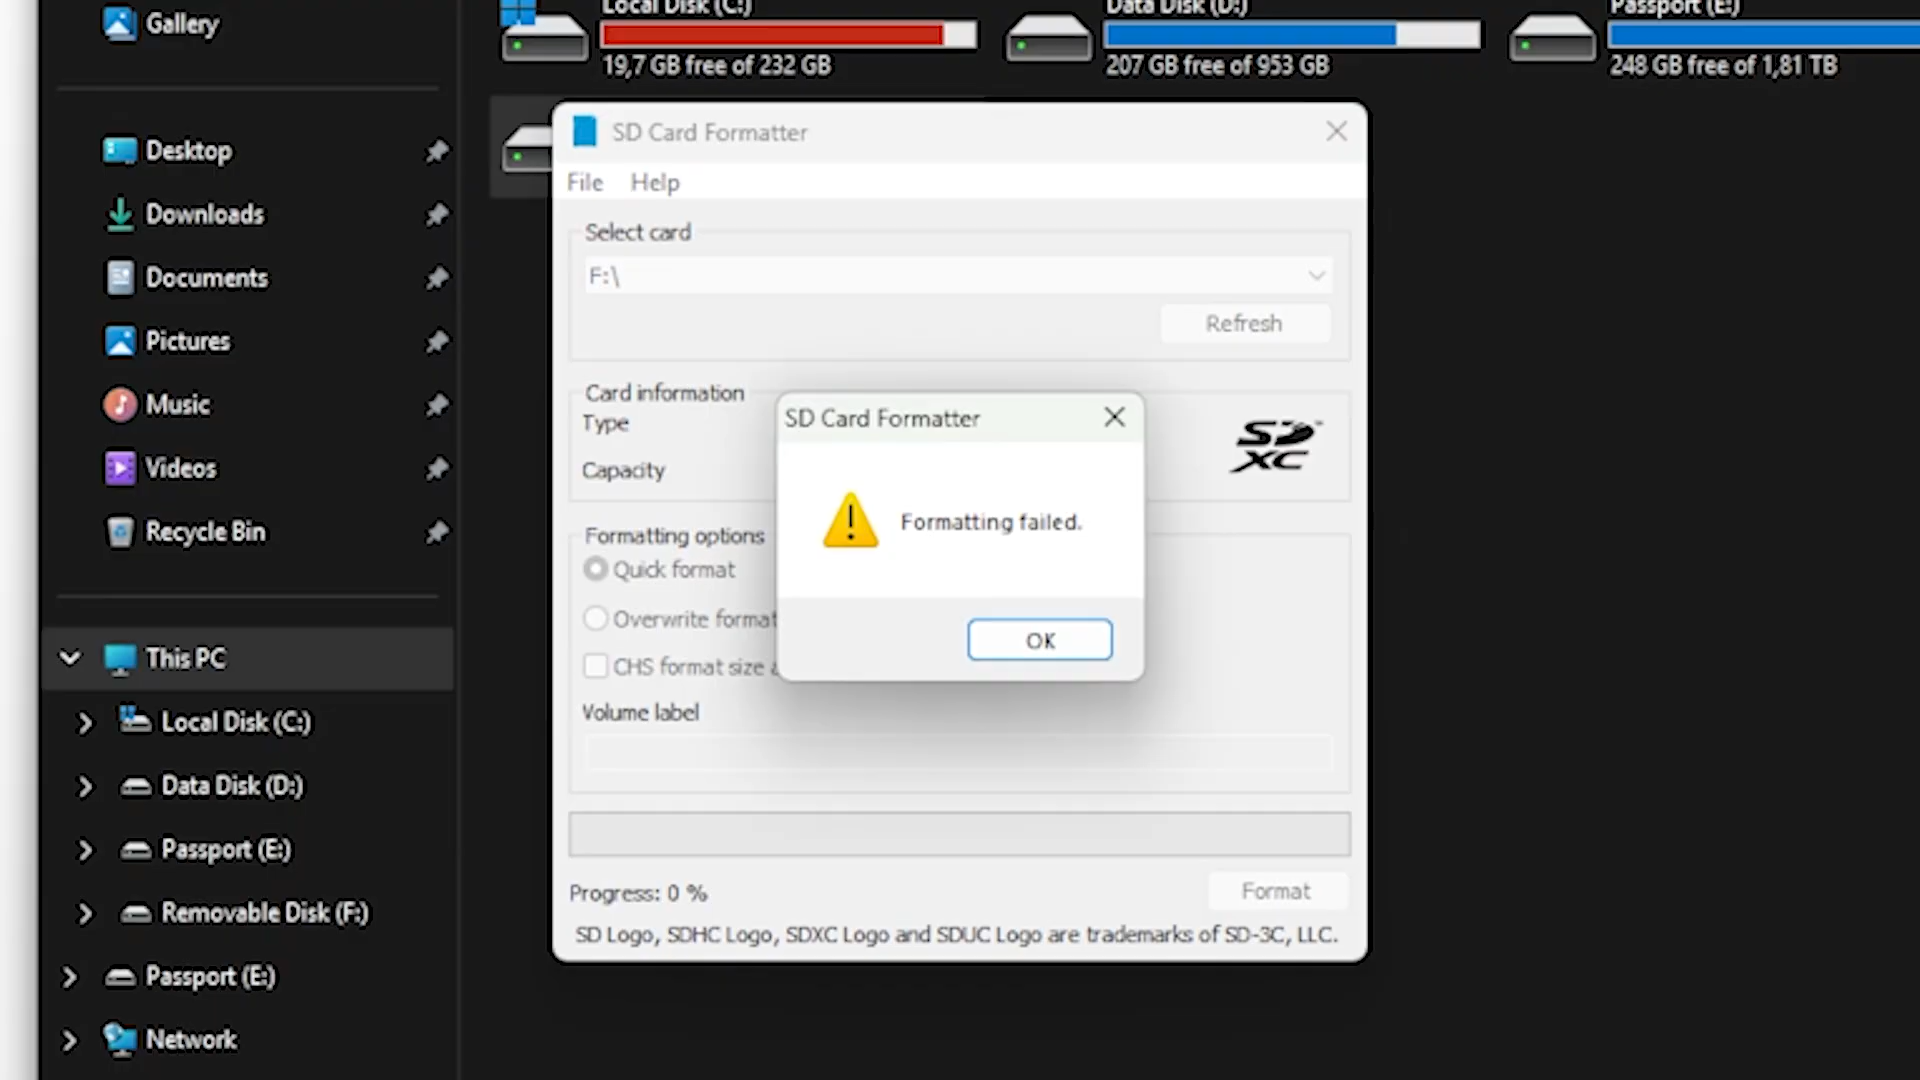 Gallery
Desktop
Downloads
Documents
Pictures
Music
Videos
Recycle Bin
This PC
Local Disk (C:)
Data Disk (D:)
Passport (E:)
Removable Disk (F:)
Passport (E:)
Network
Local Disk (C:)
19,7 GB free of 232 GB
Data Disk (D:)
207 GB free of 953 GB
Passport (E:)
248 GB free of 1,81 TB
SD Card Formatter
File Help
Select card
F:\
Refresh
Card information
Type
Capacity
SD XC
Formatting options
Quick format
Overwrite format
CHS format size
Volume label
SD Card Formatter
Formatting failed.
OK
Progress: 0 %
Format
SD Logo, SDHC Logo, SDXC Logo and SDUC Logo are trademarks of SD-3C, LLC.